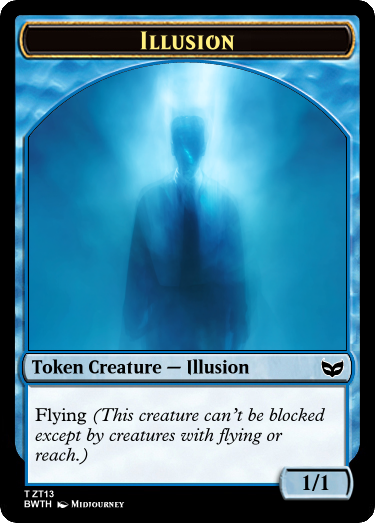 Illusion
Token Creature — Illusion
Flying (This creature can't be blocked
except by creatures with flying or
reach.)
1/1
T ZT13
BWTH Midjourney